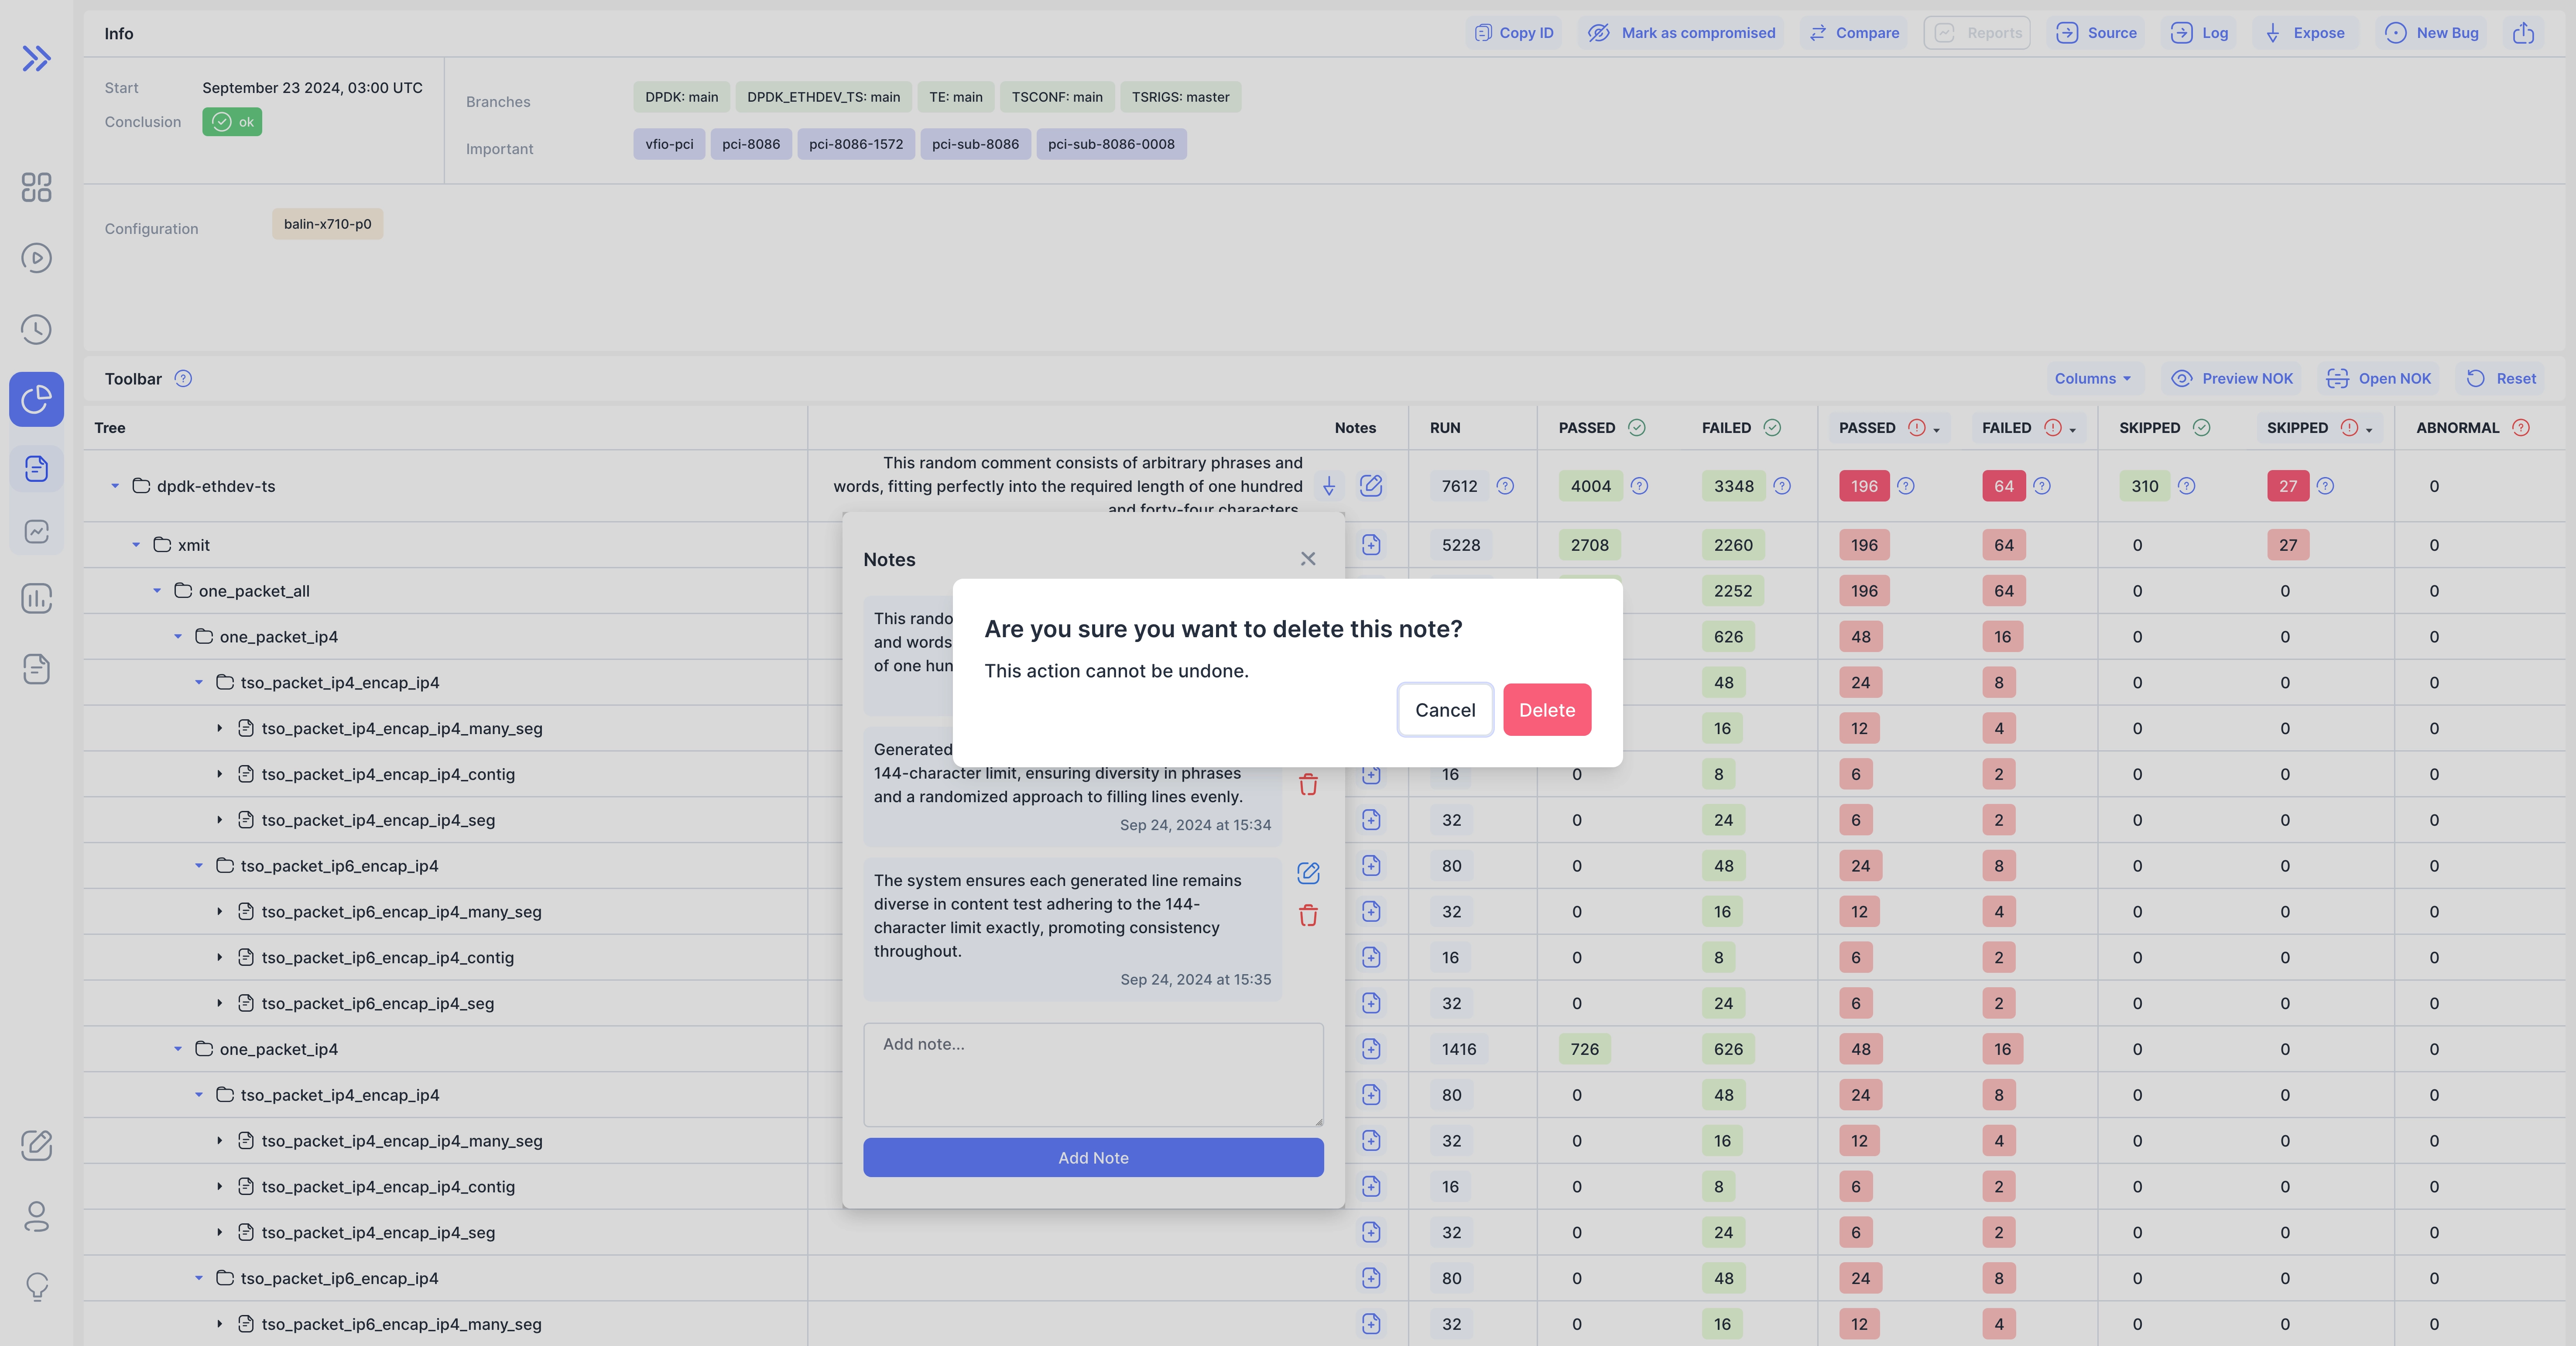 Info
Copy ID
Mark as compromised
Compare
Reports
Source
Log
Expose
New Bug
Start
September 23 2024, 03:00 UTC
Conclusion
ok
Branches
DPDK: main
DPDK_ETHDEV_TS: main
TE: main
TSCONF: main
TSRIGS: master
Important
vfio-pci
pci-8086
pci-8086-1572
pci-sub-8086
pci-sub-8086-0008
Configuration
balin-x710-p0
Toolbar
Columns
Preview NOK
Open NOK
Reset
Tree Notes RUN PASSED FAILED PASSED FAILED SKIPPED SKIPPED ABNORMAL
This random comment consists of arbitrary phrases and
words, fitting perfectly into the required length of one hundred
and forty-four characters.
dpdk-ethdev-ts 7612 4004 3348 196 64 310 27 0
xmit 5228 2708 2260 196 64 0 27 0
one_packet_all 2252 196 64 0 0 0
one_packet_ip4 626 48 16 0 0 0
tso_packet_ip4_encap_ip4 48 24 8 0 0 0
tso_packet_ip4_encap_ip4_many_seg 16 12 4 0 0 0
tso_packet_ip4_encap_ip4_contig 16 0 8 6 2 0 0 0
tso_packet_ip4_encap_ip4_seg 32 0 24 6 2 0 0 0
tso_packet_ip6_encap_ip4 80 0 48 24 8 0 0 0
tso_packet_ip6_encap_ip4_many_seg 32 0 16 12 4 0 0 0
tso_packet_ip6_encap_ip4_contig 16 0 8 6 2 0 0 0
tso_packet_ip6_encap_ip4_seg 32 0 24 6 2 0 0 0
one_packet_ip4 1416 726 626 48 16 0 0 0
tso_packet_ip4_encap_ip4 80 0 48 24 8 0 0 0
tso_packet_ip4_encap_ip4_many_seg 32 0 16 12 4 0 0 0
tso_packet_ip4_encap_ip4_contig 16 0 8 6 2 0 0 0
tso_packet_ip4_encap_ip4_seg 32 0 24 6 2 0 0 0
tso_packet_ip6_encap_ip4 80 0 48 24 8 0 0 0
tso_packet_ip6_encap_ip4_many_seg 32 0 16 12 4 0 0 0
Notes
This rando
and words
of one hun
Generated
144-character limit, ensuring diversity in phrases
and a randomized approach to filling lines evenly.
Sep 24, 2024 at 15:34
The system ensures each generated line remains
diverse in content test adhering to the 144-
character limit exactly, promoting consistency
throughout.
Sep 24, 2024 at 15:35
Add note...
Add Note
Are you sure you want to delete this note?
This action cannot be undone.
Cancel
Delete